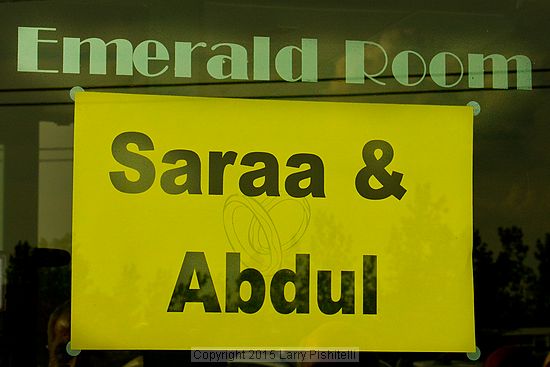 Emerald Room
Saraa &
Abdul
Copyright 2015 Larry Pishitelli